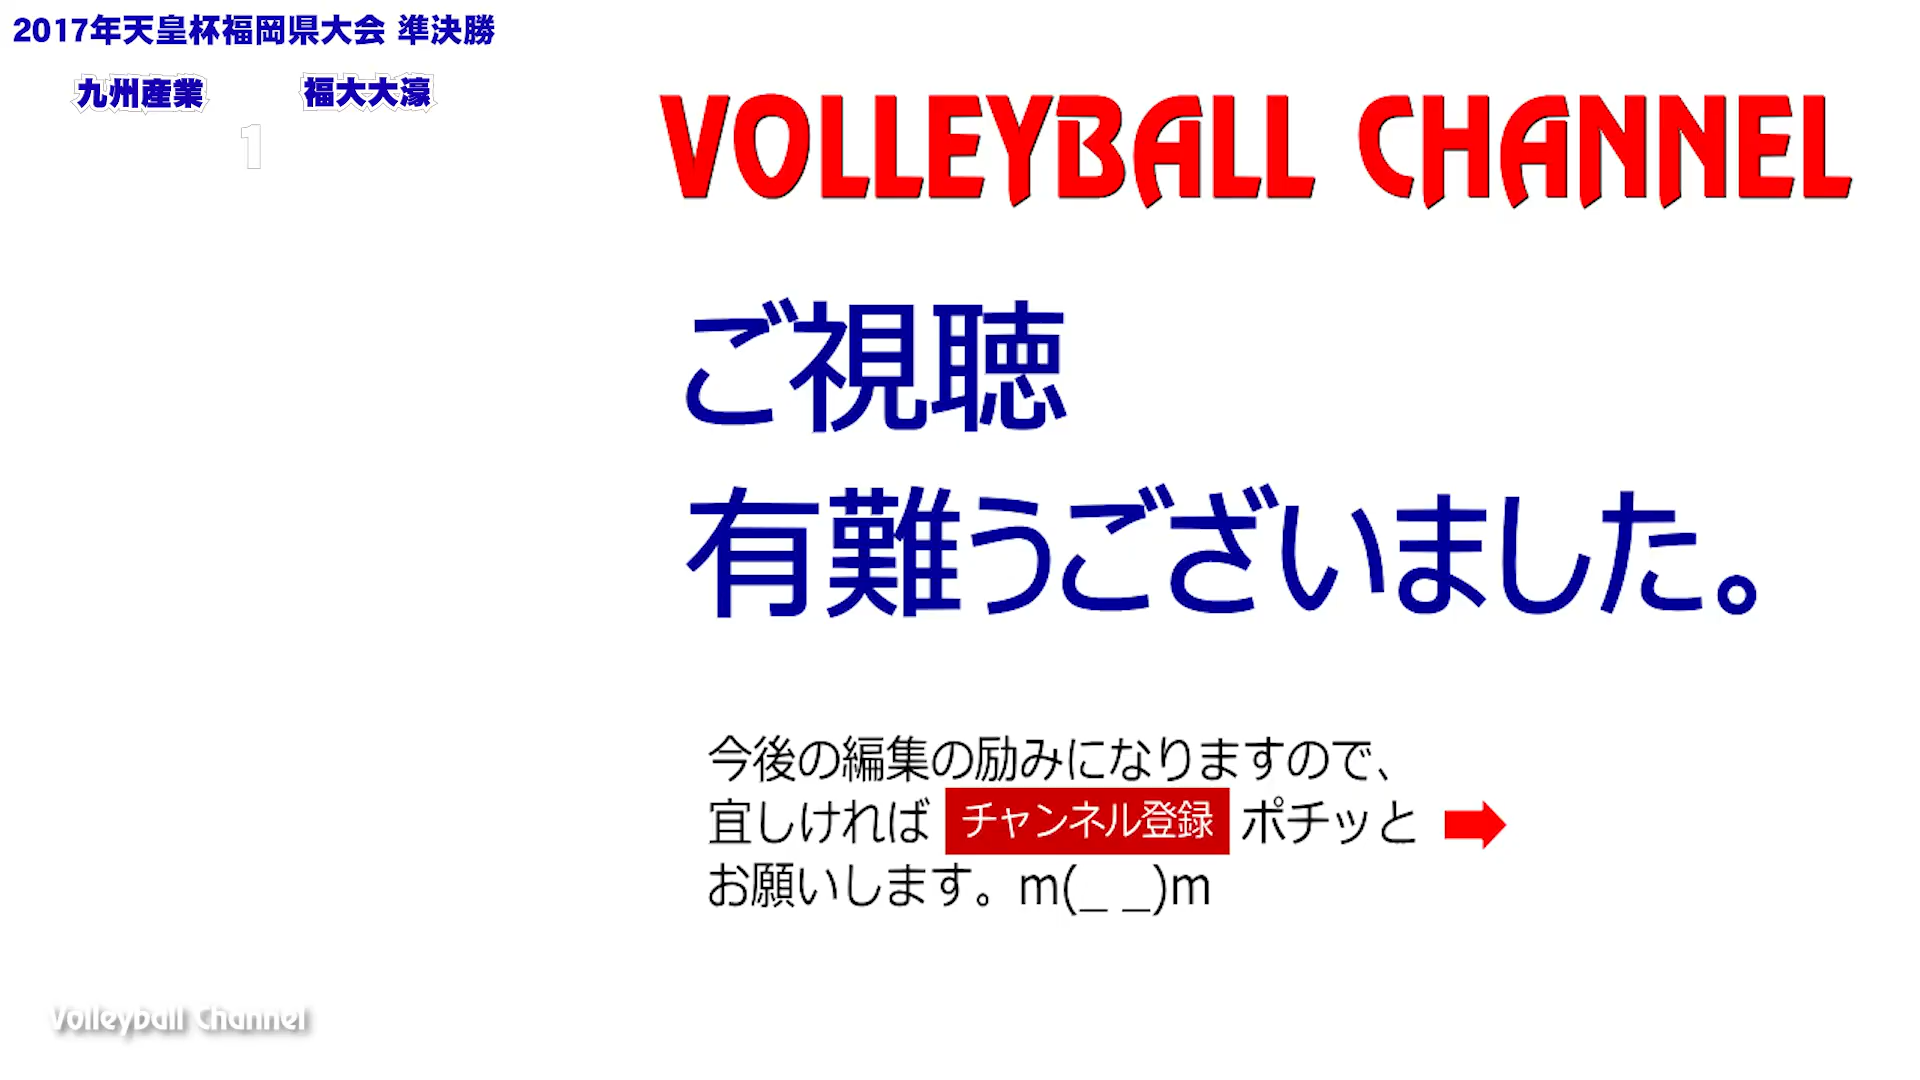 2017年天皇杯福岡県大会 準決勝
九州産業 福大大濠
1
VOLLEYBALL CHANNEL
ご視聴
有難うございました。
今後の編集の励みになりますので、
宜しければ チャンネル登録 ポチッと
お願いします。m(_ _)m
Volleyball Channel